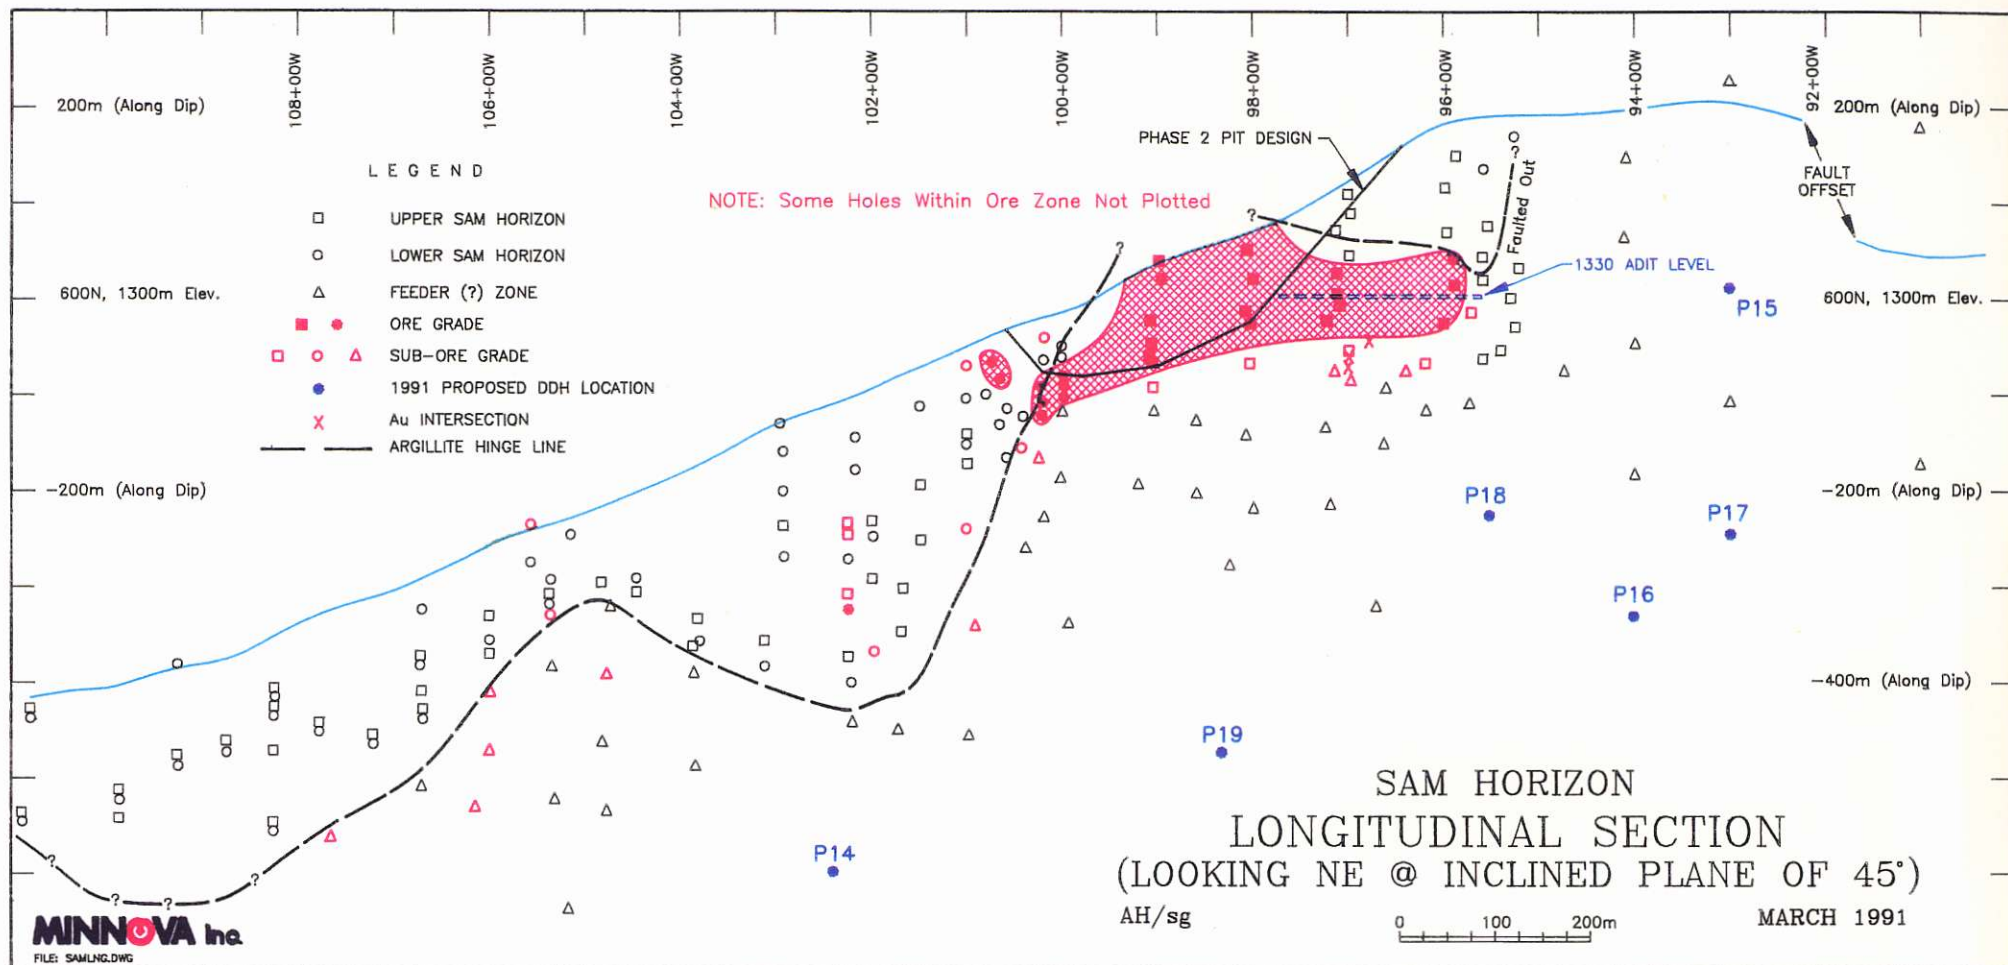 108+00W
106+00W
104+00W
102+00W
100+00W
98+00W
96+00W
94+00W
92+00W
200m (Along Dip)
200m (Along Dip)
PHASE 2 PIT DESIGN
FAULT
OFFSET
LEGEND
UPPER SAM HORIZON
LOWER SAM HORIZON
FEEDER (?) ZONE
ORE GRADE
SUB-ORE GRADE
1991 PROPOSED DDH LOCATION
Au INTERSECTION
ARGILLITE HINGE LINE
NOTE: Some Holes Within Ore Zone Not Plotted
?
?
?
Faulted Out
1330 ADIT LEVEL
600N, 1300m Elev.
600N, 1300m Elev.
P15
-200m (Along Dip)
-200m (Along Dip)
P18
P17
P16
-400m (Along Dip)
P19
P14
?
?
?
?
SAM HORIZON
LONGITUDINAL SECTION
(LOOKING NE @ INCLINED PLANE OF 45°)
AH/sg
0 100 200m
MARCH 1991
MINNOVA Inc.
FILE: SAMLNG.DWG